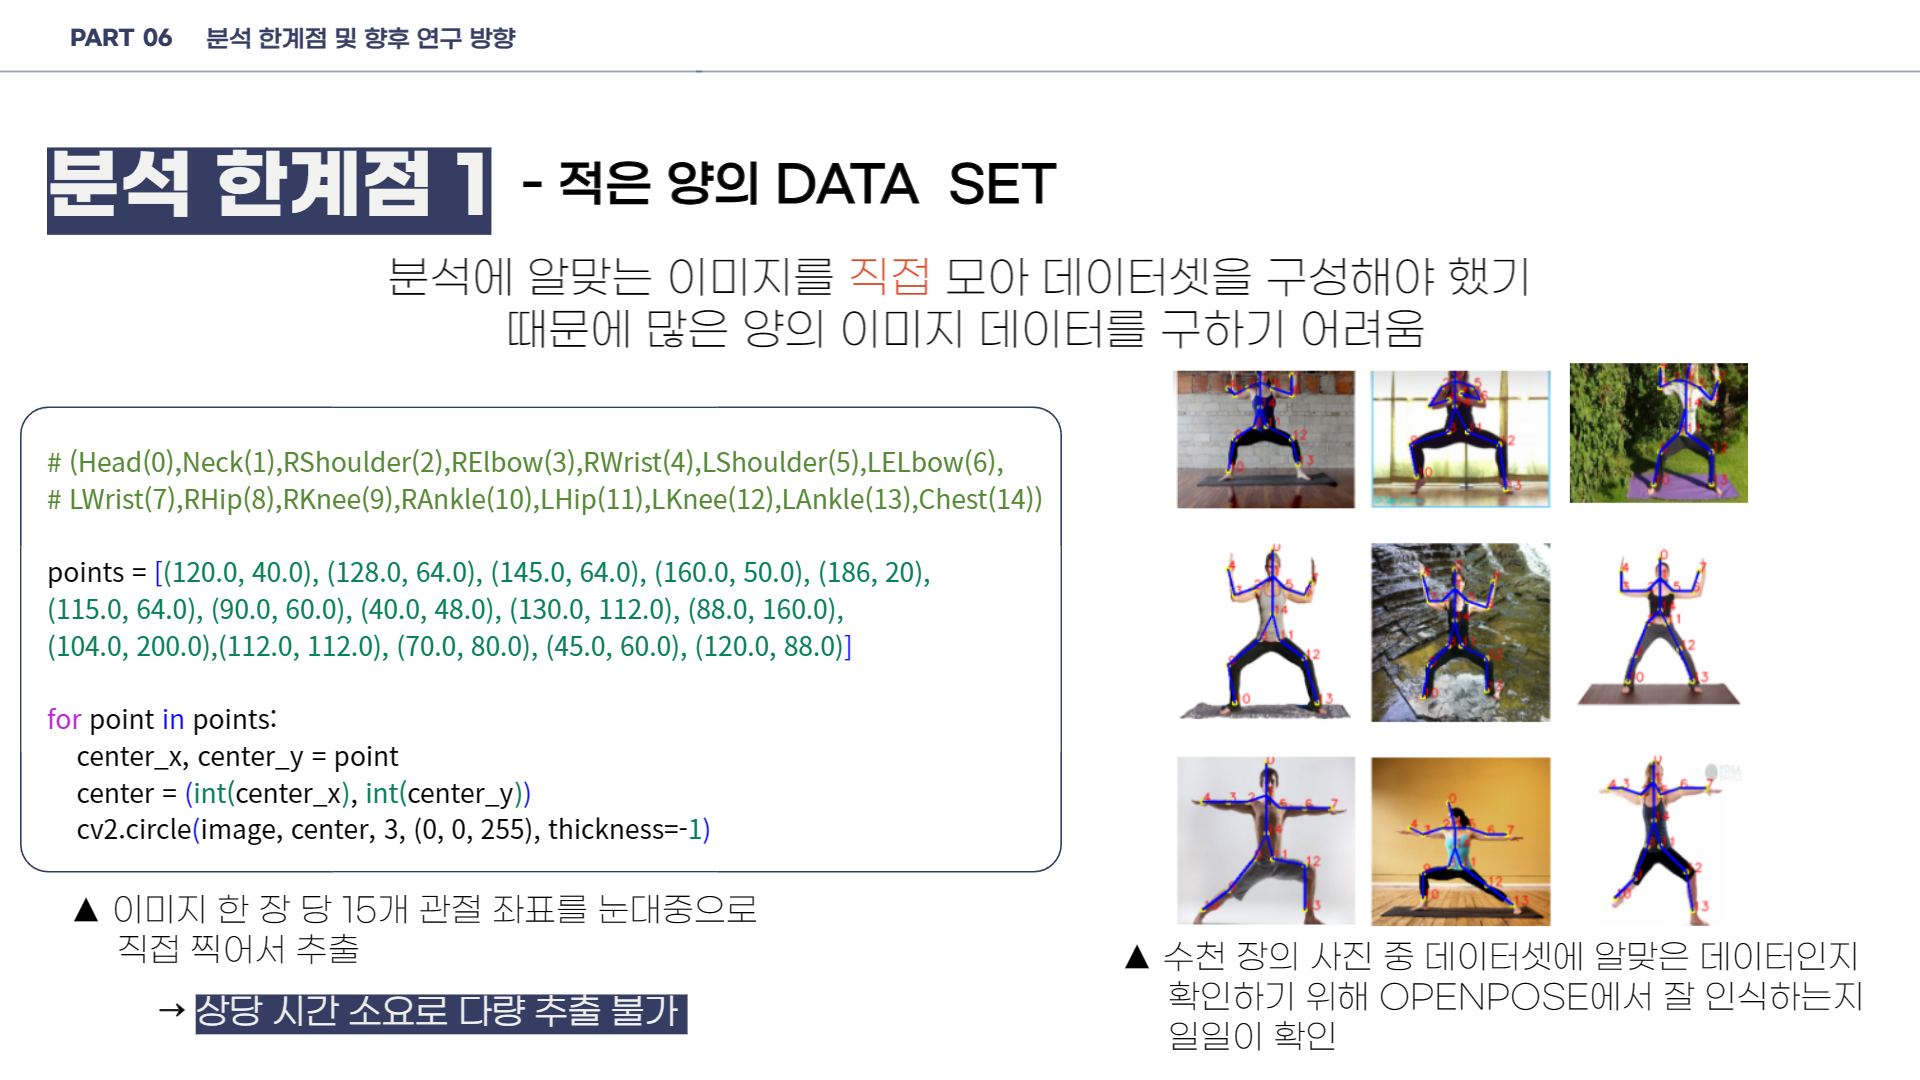 PART 06 분석 한계점 및 향후 연구 방향
분석 한계점 1 - 적은 양의 DATA SET
분석에 알맞는 이미지를 직접 모아 데이터셋을 구성해야 했기
때문에 많은 양의 이미지 데이터를 구하기 어려움
# (Head(0),Neck(1),RShoulder(2),RElbow(3),RWrist(4),LShoulder(5),LELbow(6),
# LWrist(7),RHip(8),RKnee(9),RAnkle(10),LHip(11),LKnee(12),LAnkle(13),Chest(14))
points = [(120.0, 40.0), (128.0, 64.0), (145.0, 64.0), (160.0, 50.0), (186, 20),
(115.0, 64.0), (90.0, 60.0), (40.0, 48.0), (130.0, 112.0), (88.0, 160.0),
(104.0, 200.0),(112.0, 112.0), (70.0, 80.0), (45.0, 60.0), (120.0, 88.0)]
for point in points:
center_x, center_y = point
center = (int(center_x), int(center_y))
cv2.circle(image, center, 3, (0, 0, 255), thickness=-1)
▲ 이미지 한 장 당 15개 관절 좌표를 눈대중으로
직접 찍어서 추출
→ 상당 시간 소요로 다량 추출 불가
▲ 수천 장의 사진 중 데이터셋에 알맞은 데이터인지
확인하기 위해 OPENPOSE에서 잘 인식하는지
일일이 확인